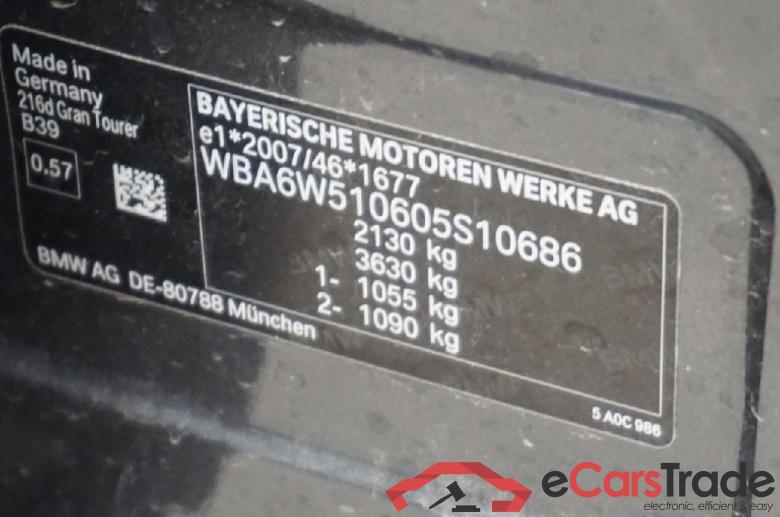 Made in
Germany
216d Gran Tourer
B39
0.57
BAYERISCHE MOTOREN WERKE AG
e1*2007/46*1677
WBA6W510605S10686
2130 kg
3630 kg
1- 1055 kg
2- 1090 kg
BMW AG DE-80788 München
5 A0C 986
eCarsTrade
electronic, efficient & easy